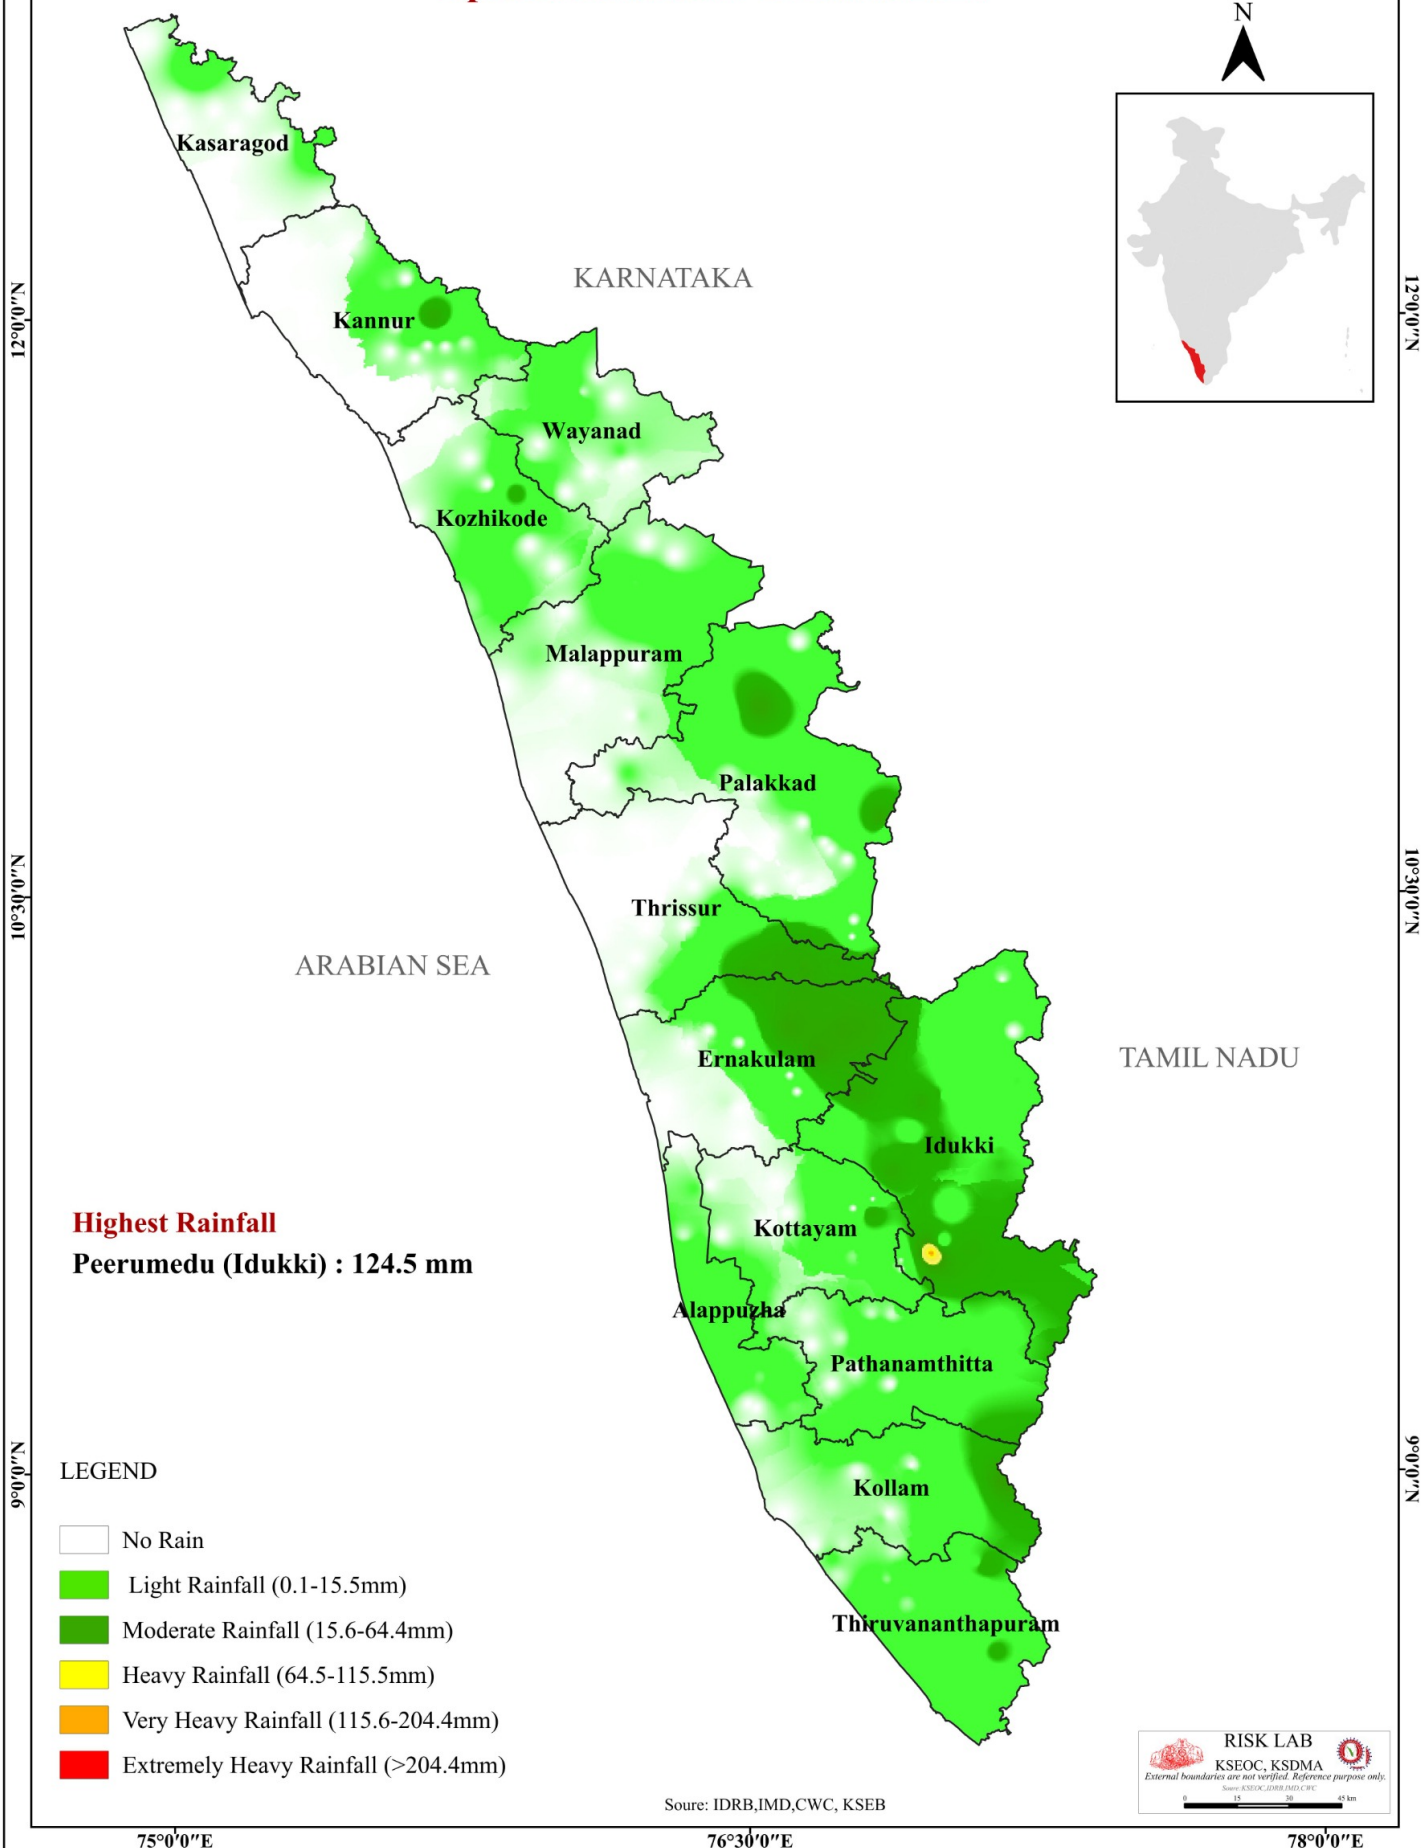 N
KARNATAKA
ARABIAN SEA
TAMIL NADU
Kasaragod
Kannur
Wayanad
Kozhikode
Malappuram
Palakkad
Thrissur
Ernakulam
Idukki
Kottayam
Alappuzha
Pathanamthitta
Kollam
Thiruvananthapuram
12°0'0"N
12°0'0"N
10°30'0"N
10°30'0"N
9°0'0"N
9°0'0"N
Highest Rainfall
Peerumedu (Idukki) : 124.5 mm
LEGEND
No Rain
Light Rainfall (0.1-15.5mm)
Moderate Rainfall (15.6-64.4mm)
Heavy Rainfall (64.5-115.5mm)
Very Heavy Rainfall (115.6-204.4mm)
Extremely Heavy Rainfall (>204.4mm)
Soure: IDRB,IMD,CWC, KSEB
RISK LAB
KSEOC, KSDMA
External boundaries are not verified. Reference purpose only.
Soure:KSEOC,IDRB,IMD,CWC
0 15 30 45 km
75°0'0"E 76°30'0"E 78°0'0"E